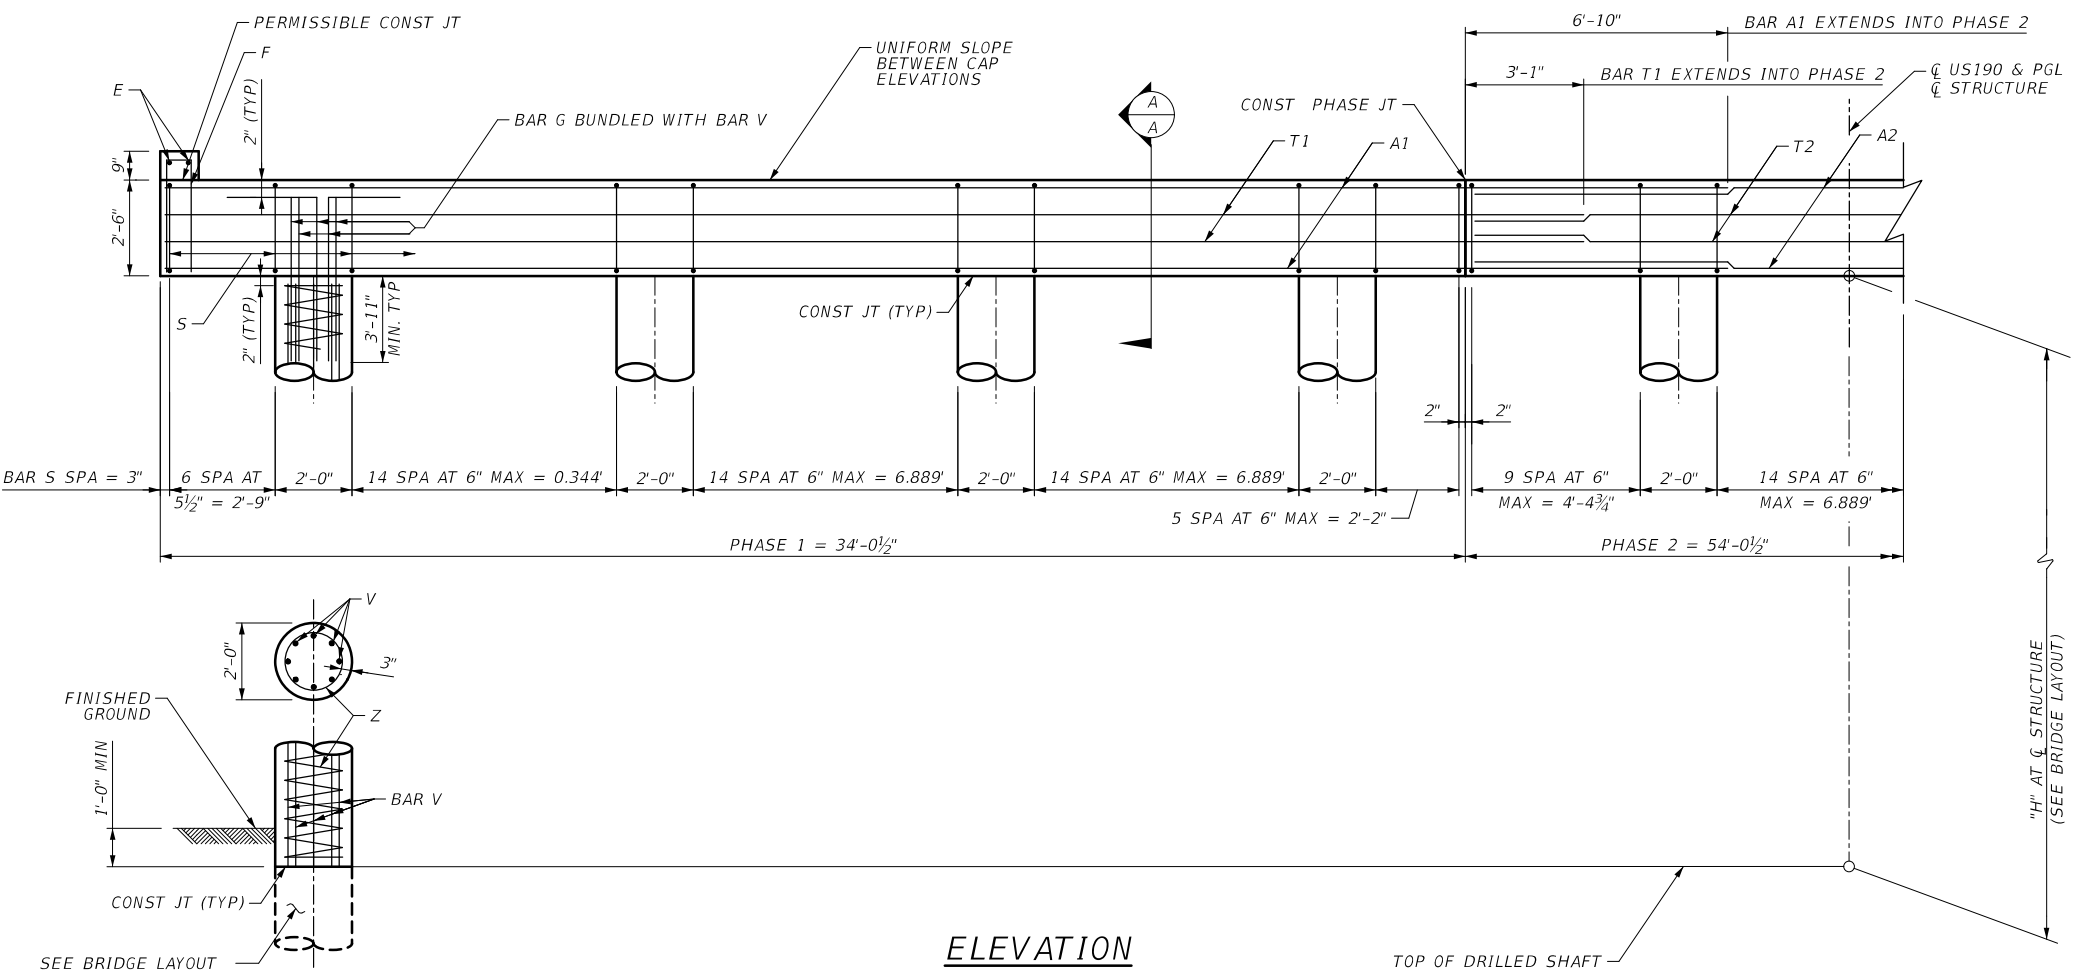 PERMISSIBLE CONST JT
F
E
2" (TYP)
9"
2'-6"
S
2" (TYP)
3'-11"
MIN. TYP
BAR G BUNDLED WITH BAR V
UNIFORM SLOPE
BETWEEN CAP
ELEVATIONS
A
A
CONST PHASE JT
T1
A1
CONST JT (TYP)
6'-10"
BAR A1 EXTENDS INTO PHASE 2
3'-1"
BAR T1 EXTENDS INTO PHASE 2
℄ US190 & PGL
℄ STRUCTURE
T2
A2
2"
2"
BAR S SPA = 3"
6 SPA AT
5½" = 2'-9"
2'-0"
14 SPA AT 6" MAX = 0.344'
2'-0"
14 SPA AT 6" MAX = 6.889'
2'-0"
14 SPA AT 6" MAX = 6.889'
2'-0"
5 SPA AT 6" MAX = 2'-2"
9 SPA AT 6"
MAX = 4'-4¾"
2'-0"
14 SPA AT 6"
MAX = 6.889'
PHASE 1 = 34'-0½"
PHASE 2 = 54'-0½"
V
2'-0"
3"
Z
FINISHED
GROUND
1'-0" MIN
BAR V
CONST JT (TYP)
SEE BRIDGE LAYOUT
"H" AT ℄ STRUCTURE
(SEE BRIDGE LAYOUT)
TOP OF DRILLED SHAFT
ELEVATION